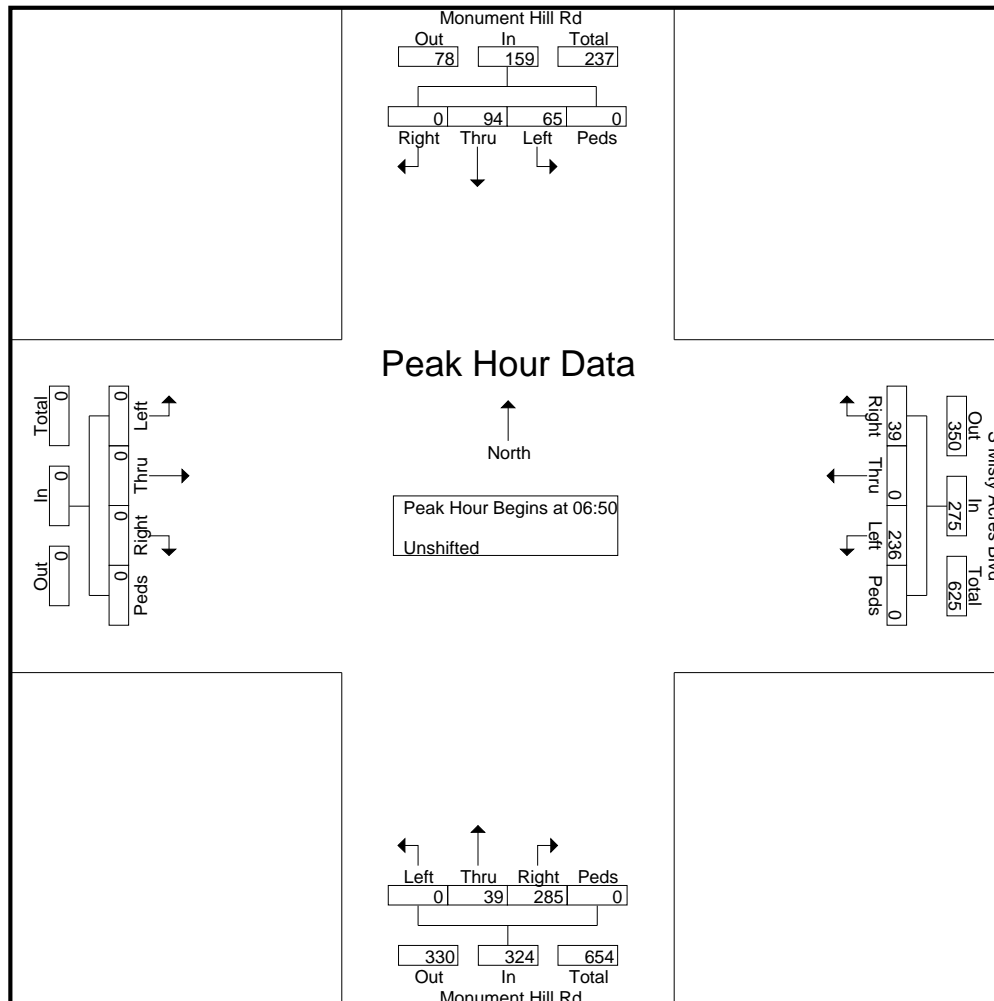 Monument Hill Rd
Out In Total
78 159 237
0 94 65 0
Right Thru Left Peds
Peak Hour Data
North
Peak Hour Begins at 06:50
Unshifted
Left Thru Right Peds
0 0 0 0
Total In Out
0 0 0
Right Thru Left Peds
39 0 236 0
Out In Total
350 275 625
Misty Acres Blvd
Left Thru Right Peds
0 39 285 0
330 324 654
Out In Total
Monument Hill Rd